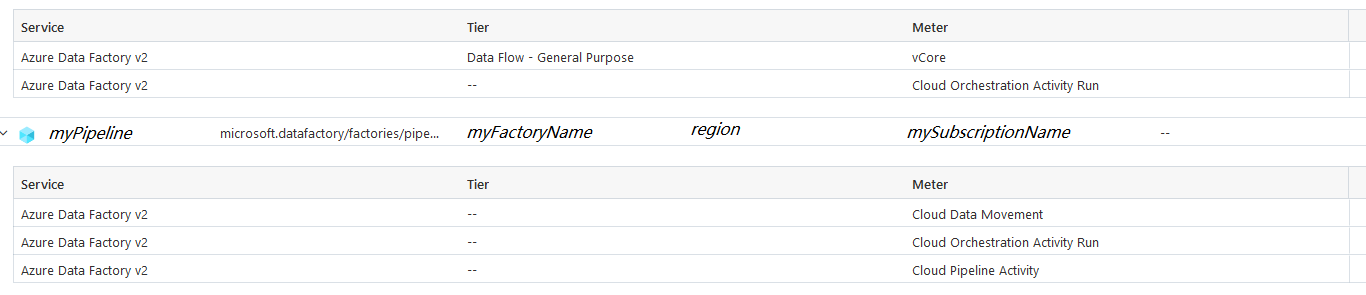 Service Tier Meter
Azure Data Factory v2 Data Flow - General Purpose vCore
Azure Data Factory v2 -- Cloud Orchestration Activity Run
myPipeline microsoft.datafactory/factories/pipe... myFactoryName region mySubscriptionName --
Service Tier Meter
Azure Data Factory v2 -- Cloud Data Movement
Azure Data Factory v2 -- Cloud Orchestration Activity Run
Azure Data Factory v2 -- Cloud Pipeline Activity